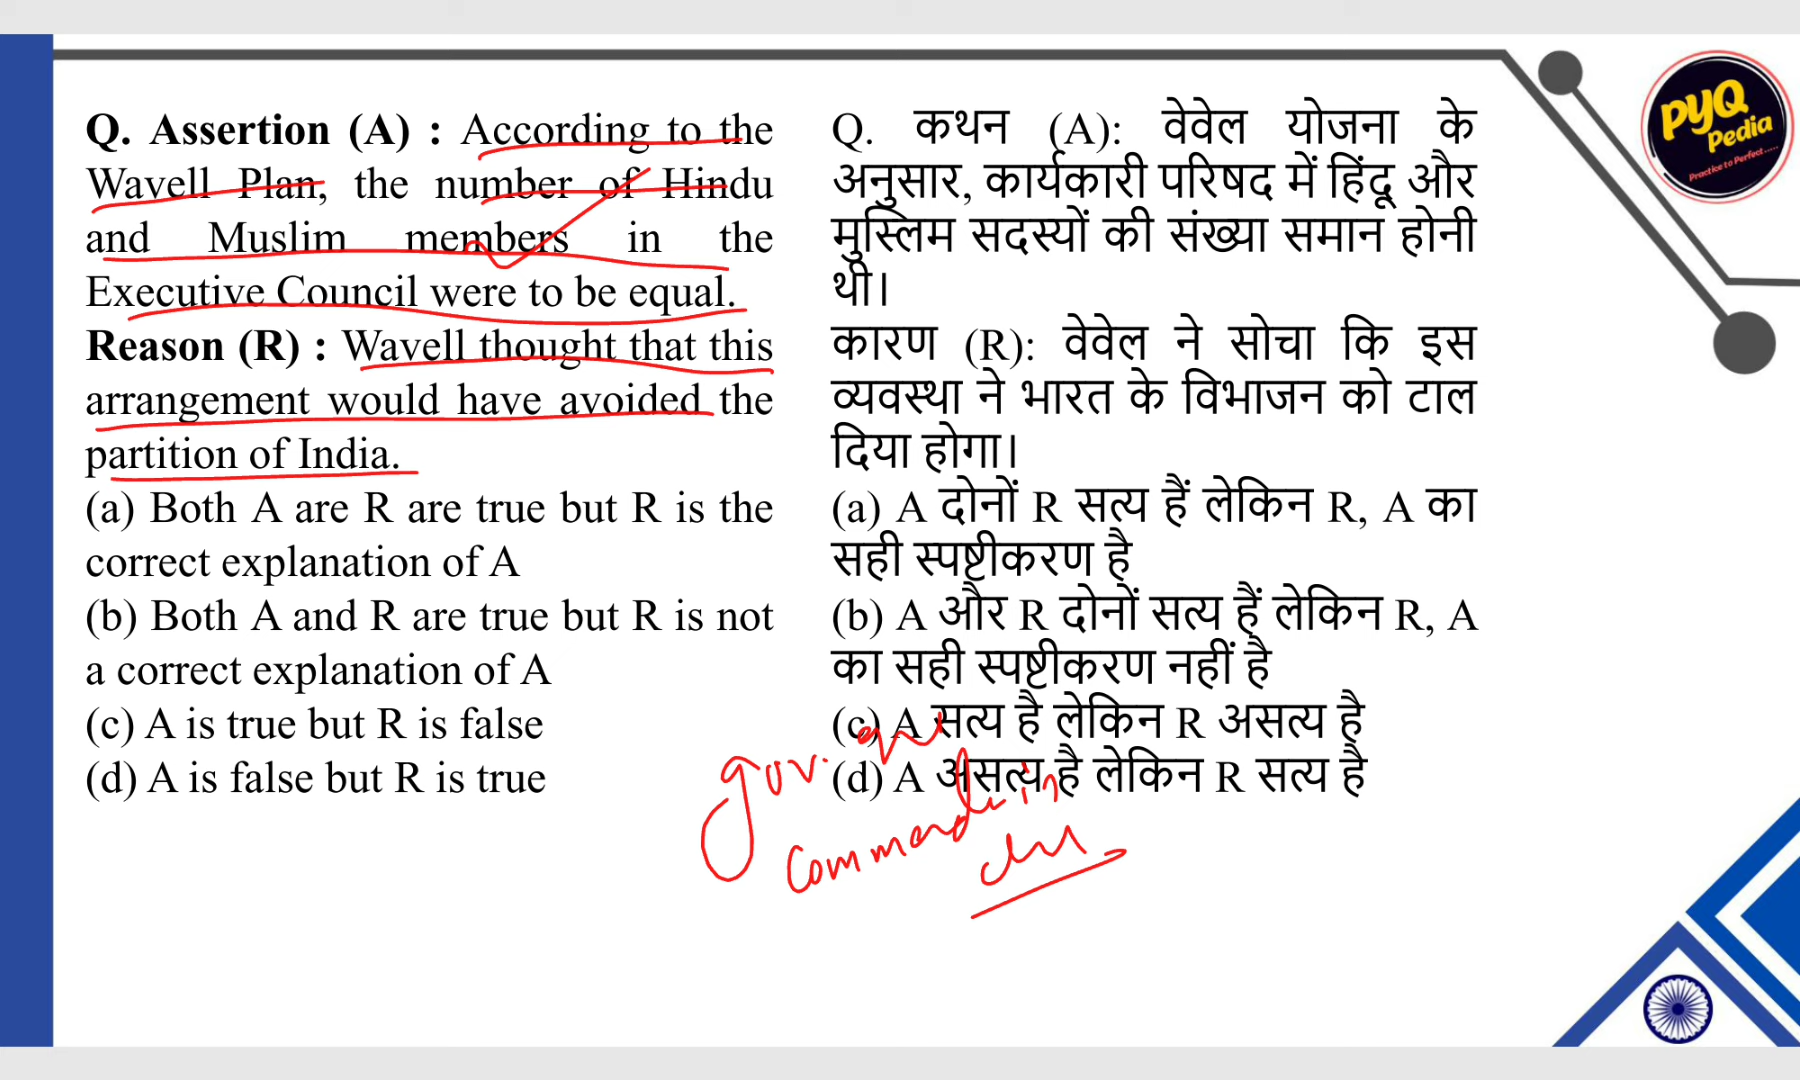 Q. Assertion (A) : According to the
Wavell Plan, the number of Hindu
and Muslim members in the
Executive Council were to be equal.
Reason (R) : Wavell thought that this
arrangement would have avoided the
partition of India.
(a) Both A are R are true but R is the
correct explanation of A
(b) Both A and R are true but R is not
a correct explanation of A
(c) A is true but R is false
(d) A is false but R is true
Q. कथन (A): वेवेल योजना के
अनुसार, कार्यकारी परिषद में हिंदू और
मुस्लिम सदस्यों की संख्या समान होनी
थी।
कारण (R): वेवेल ने सोचा कि इस
व्यवस्था ने भारत के विभाजन को टाल
दिया होगा।
(a) A दोनों R सत्य हैं लेकिन R, A का
सही स्पष्टीकरण है
(b) A और R दोनों सत्य हैं लेकिन R, A
का सही स्पष्टीकरण नहीं है
(c) A सत्य है लेकिन R असत्य है
(d) A असत्य है लेकिन R सत्य है
gov.
in
PYQ
Pedia
Practice to Perfect.....